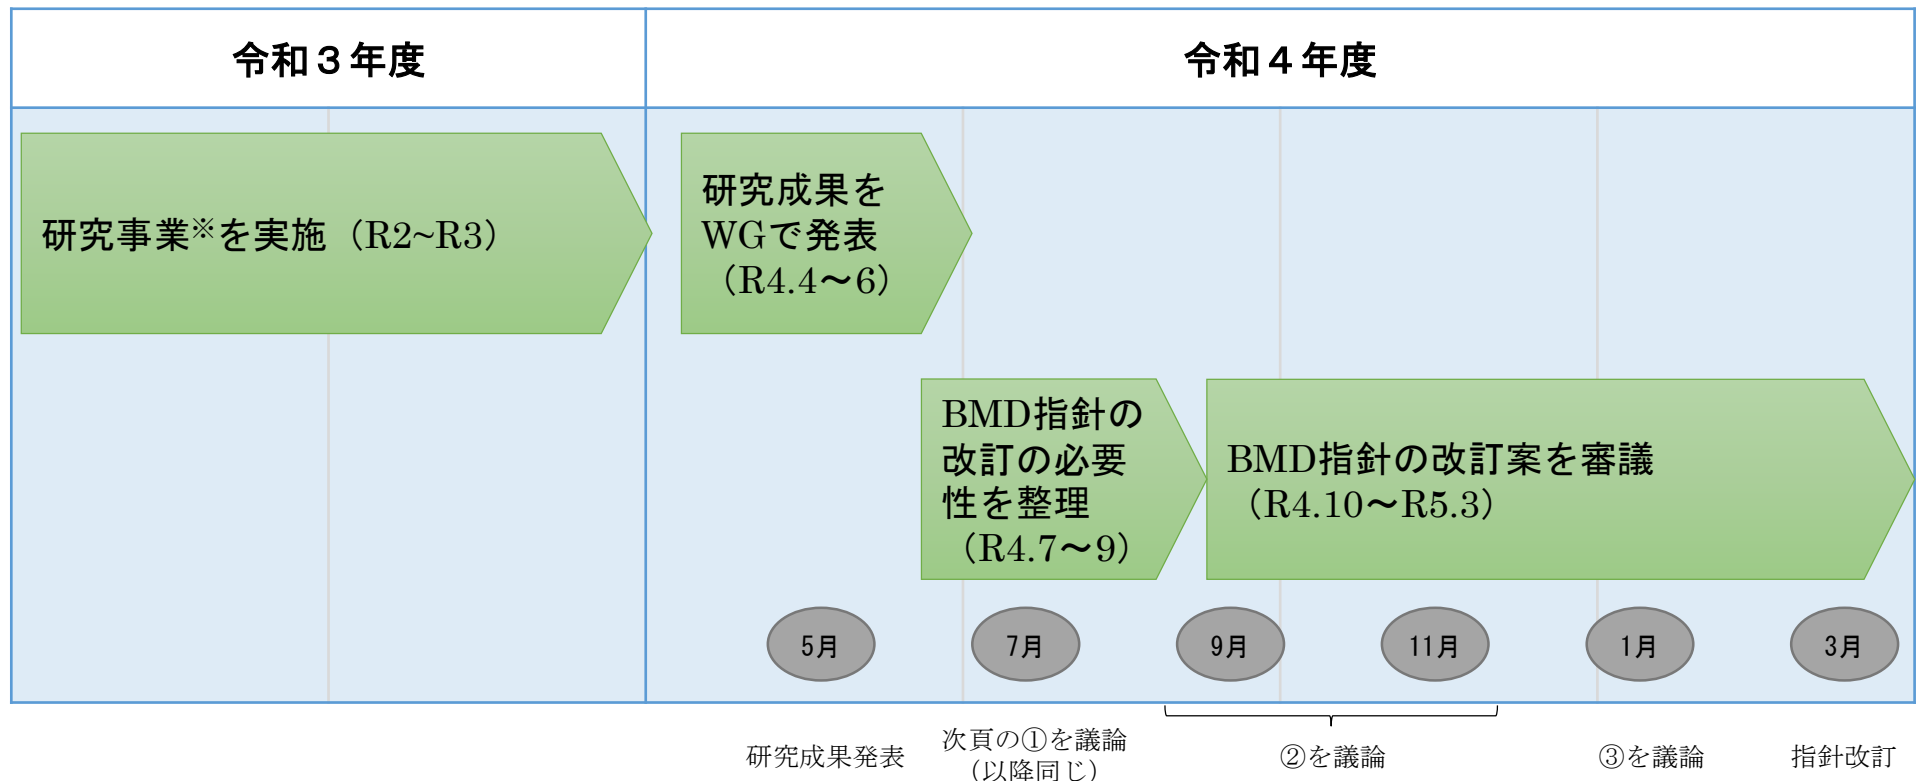 令和３年度
令和４年度
研究事業※を実施（R2~R3）
研究成果を
WGで発表
（R4.4～6）
BMD指針の
改訂の必要
性を整理
（R4.7～9）
BMD指針の改訂案を審議
（R4.10～R5.3）
5月
7月
9月
11月
1月
3月
研究成果発表
次頁の①を議論
（以降同じ）
②を議論
③を議論
指針改訂